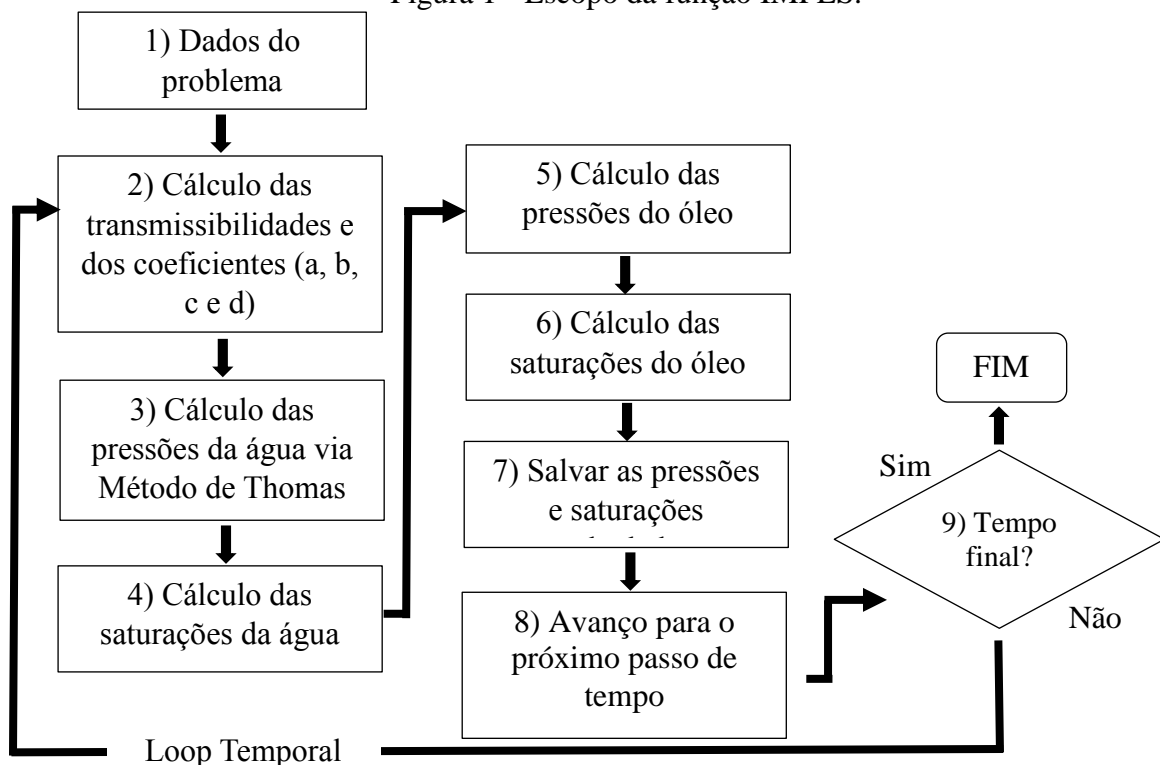 Figura 1 - Escopo da função IMPES.
1) Dados do
problema
2) Cálculo das
transmissibilidades e
dos coeficientes (a, b,
c e d)
3) Cálculo das
pressões da água via
Método de Thomas
4) Cálculo das
saturações da água
5) Cálculo das
pressões do óleo
6) Cálculo das
saturações do óleo
7) Salvar as pressões
e saturações
8) Avanço para o
próximo passo de
tempo
9) Tempo
final?
Sim
FIM
Não
Loop Temporal